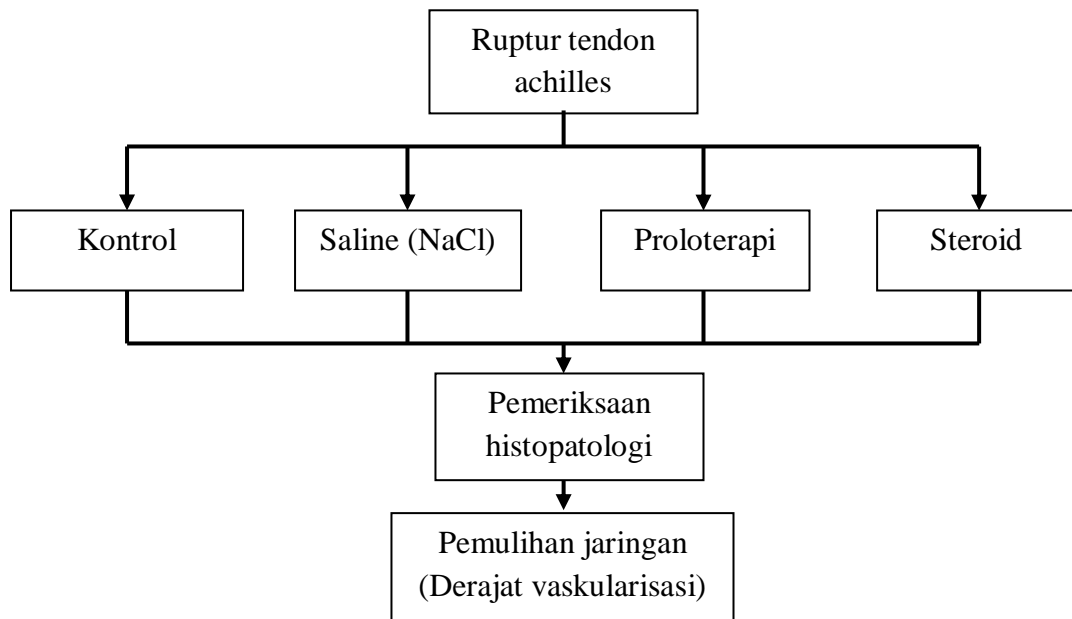 Ruptur tendon
achilles
Kontrol
Saline (NaCl)
Proloterapi
Steroid
Pemeriksaan
histopatologi
Pemulihan jaringan
(Derajat vaskularisasi)